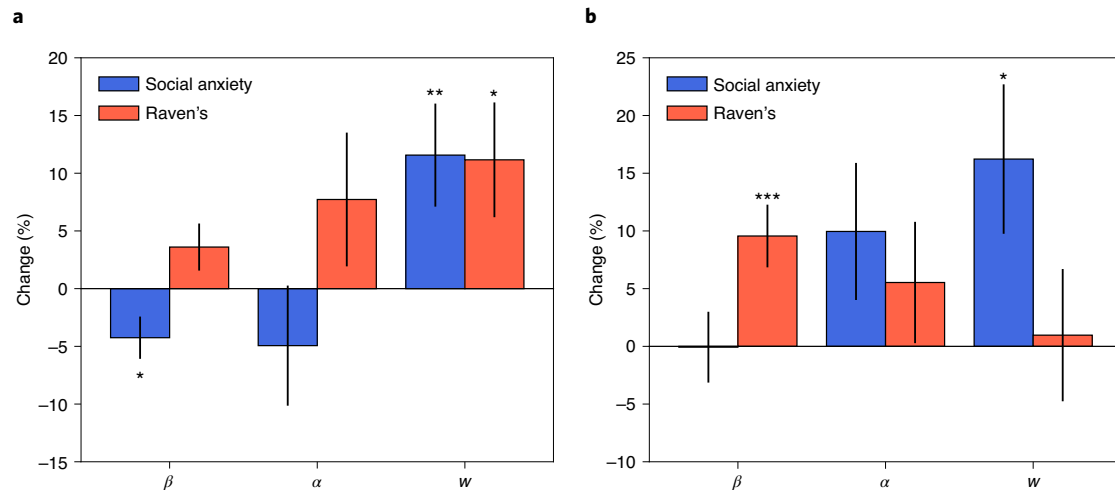 a
20
15
10
5
0
−5
−10
−15
Change (%)
Social anxiety
Raven's
*
**
*
β
α
w
b
25
20
15
10
5
0
−5
−10
Change (%)
Social anxiety
Raven's
***
*
β
α
w